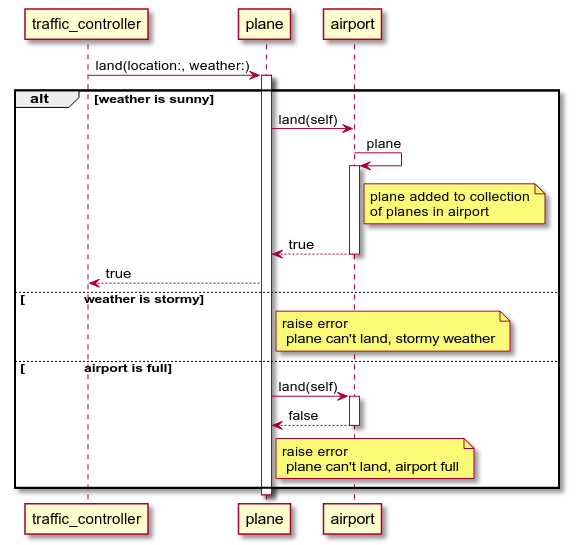 traffic_controller
plane
airport
land(location:, weather:)
alt
[weather is sunny]
land(self)
plane
plane added to collection
of planes in airport
true
true
[ weather is stormy]
raise error
plane can't land, stormy weather
[ airport is full]
land(self)
false
raise error
plane can't land, airport full
traffic_controller
plane
airport